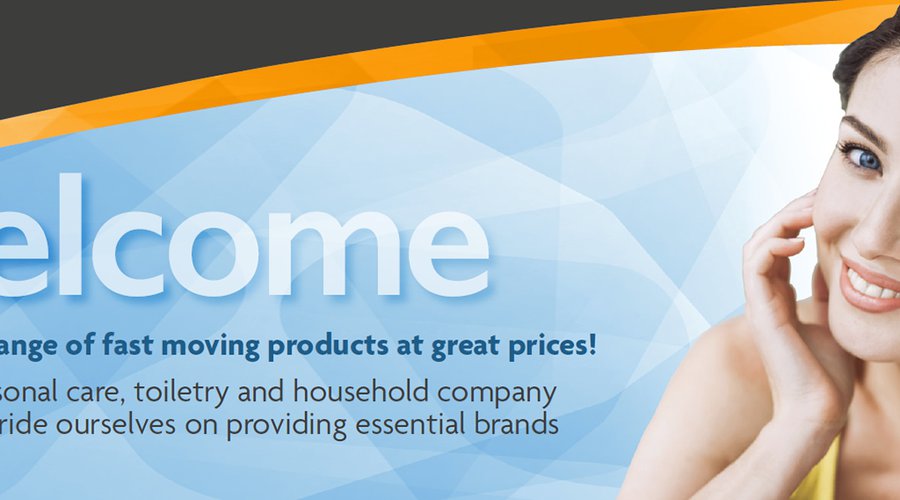 elcome
ange of fast moving products at great prices!
sonal care, toiletry and household company
ride ourselves on providing essential brands